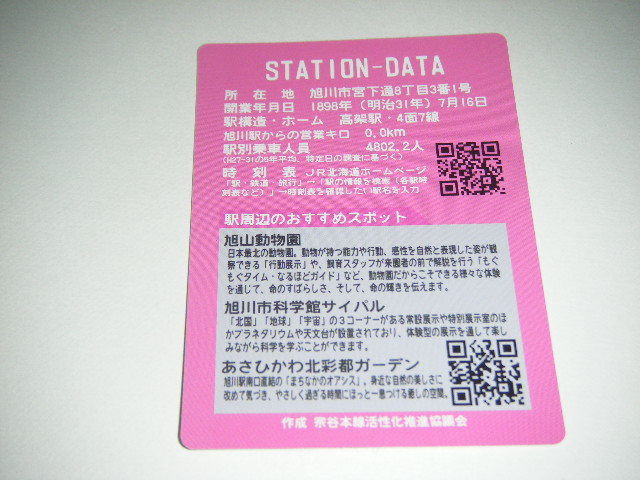 STATION-DATA
所在地 旭川市宮下通8丁目3番1号
開業年月日 1898年(明治31年)7月16日
駅構造・ホーム 高架駅・4面7線
旭川駅からの営業キロ 0.0km
駅別乗車人員 4802.2人
(H27-31の5年平均、特定日の調査に基づく)
時刻表 JR北海道ホームページ
「駅・鉄道・旅行」→「駅の情報を検索(各駅時
刻表など)」→時刻表を確認したい駅名を入力
駅周辺のおすすめスポット
旭山動物園
日本最北の動物園。動物が持つ能力や行動、感性を自然と表現した姿が観
察できる「行動展示」や、飼育スタッフが来園者の前で解説を行う「もぐ
もぐタイム・なるほどガイド」など、動物園だからこそできる様々な体験
を通じて、命のすばらしさ、そして、命の輝きを伝えます。
旭川市科学館サイパル
「北国」「地球」「宇宙」の3コーナーがある常設展示や特別展示室のほ
かプラネタリウムや天文台が設置されており、体験型の展示を通して楽し
みながら科学を学ぶことができます。
あさひかわ北彩都ガーデン
旭川駅南口直結の「まちなかのオアシス」。身近な自然の美しさに
改めて気づき、やさしく過ぎる時間にほっと一息つける癒しの空間。
作成 宗谷本線活性化推進協議会